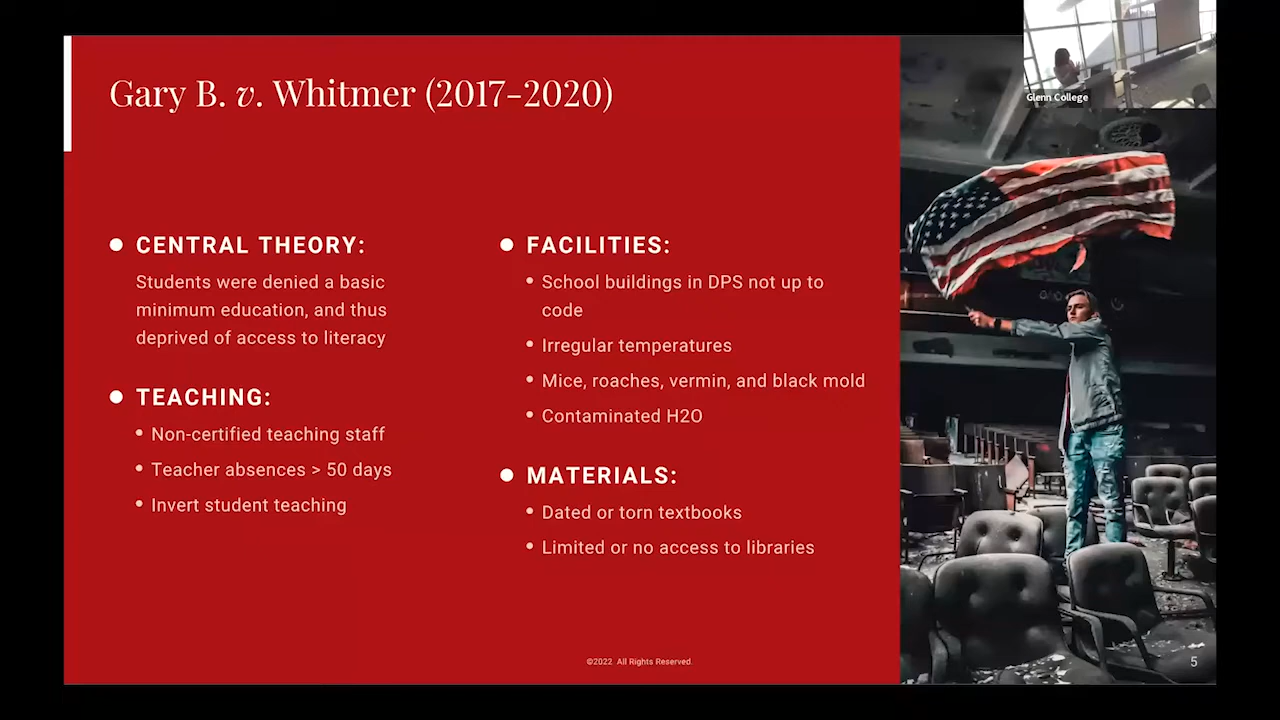 Gary B. v. Whitmer (2017-2020)
CENTRAL THEORY:
Students were denied a basic
minimum education, and thus
deprived of access to literacy
TEACHING:
Non-certified teaching staff
Teacher absences > 50 days
Invert student teaching
FACILITIES:
School buildings in DPS not up to
code
Irregular temperatures
Mice, roaches, vermin, and black mold
Contaminated H2O
MATERIALS:
Dated or torn textbooks
Limited or no access to libraries
©2022 All Rights Reserved.
Glenn College
5